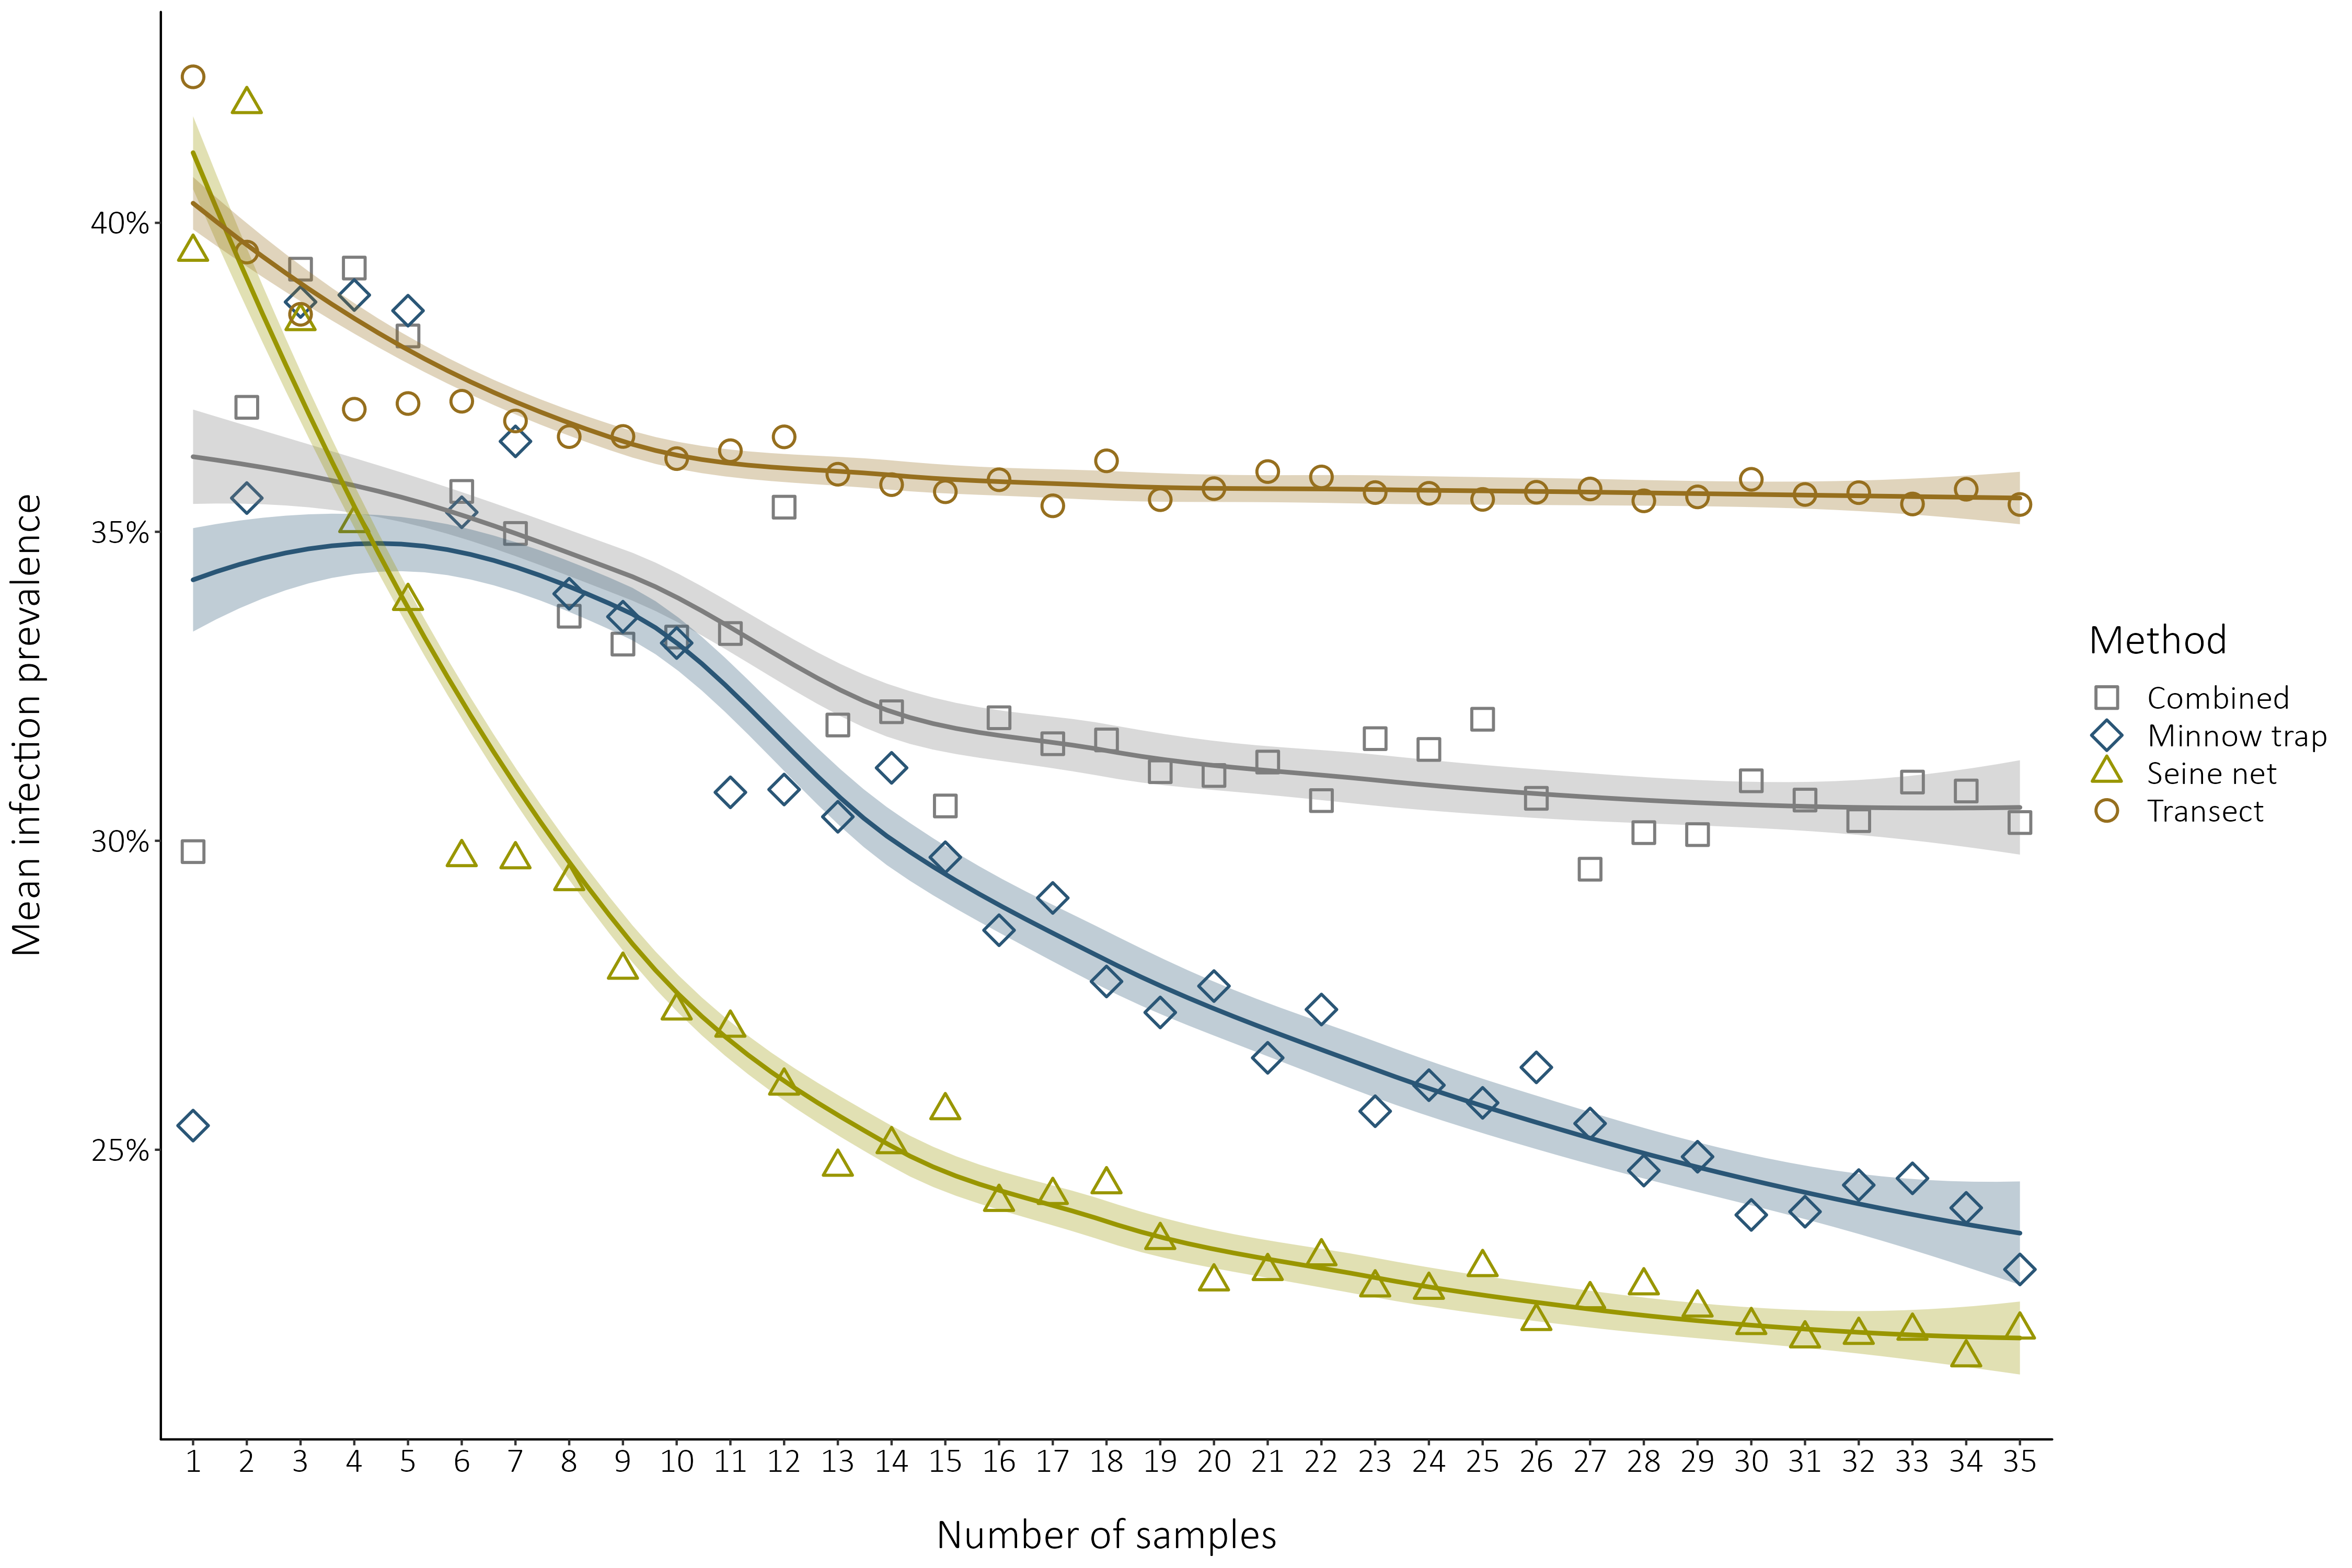 Mean infection prevalence
40%
35%
30%
25%
1 2 3 4 5 6 7 8 9 10 11 12 13 14 15 16 17 18 19 20 21 22 23 24 25 26 27 28 29 30 31 32 33 34 35
Number of samples
Method
Combined
Minnow trap
Seine net
Transect